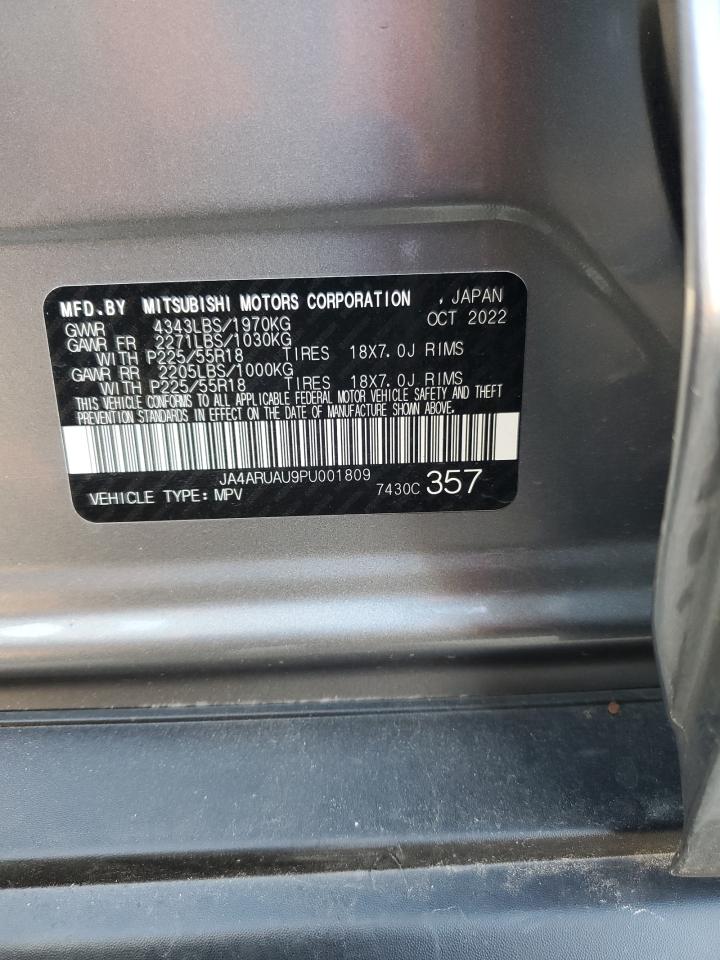 MFD.BY MITSUBISHI MOTORS CORPORATION , JAPAN
GVWR 4343LBS/1970KG OCT 2022
GAWR FR 2271LBS/1030KG
WITH P225/55R18 TIRES 18X7.0J RIMS
GAWR RR 2205LBS/1000KG
WITH P225/55R18 TIRES 18X7.0J RIMS
THIS VEHICLE CONFORMS TO ALL APPLICABLE FEDERAL MOTOR VEHICLE SAFETY AND THEFT
PREVENTION STANDARDS IN EFFECT ON THE DATE OF MANUFACTURE SHOWN ABOVE.
JA4ARUAU9PU001809
VEHICLE TYPE: MPV 7430C 357